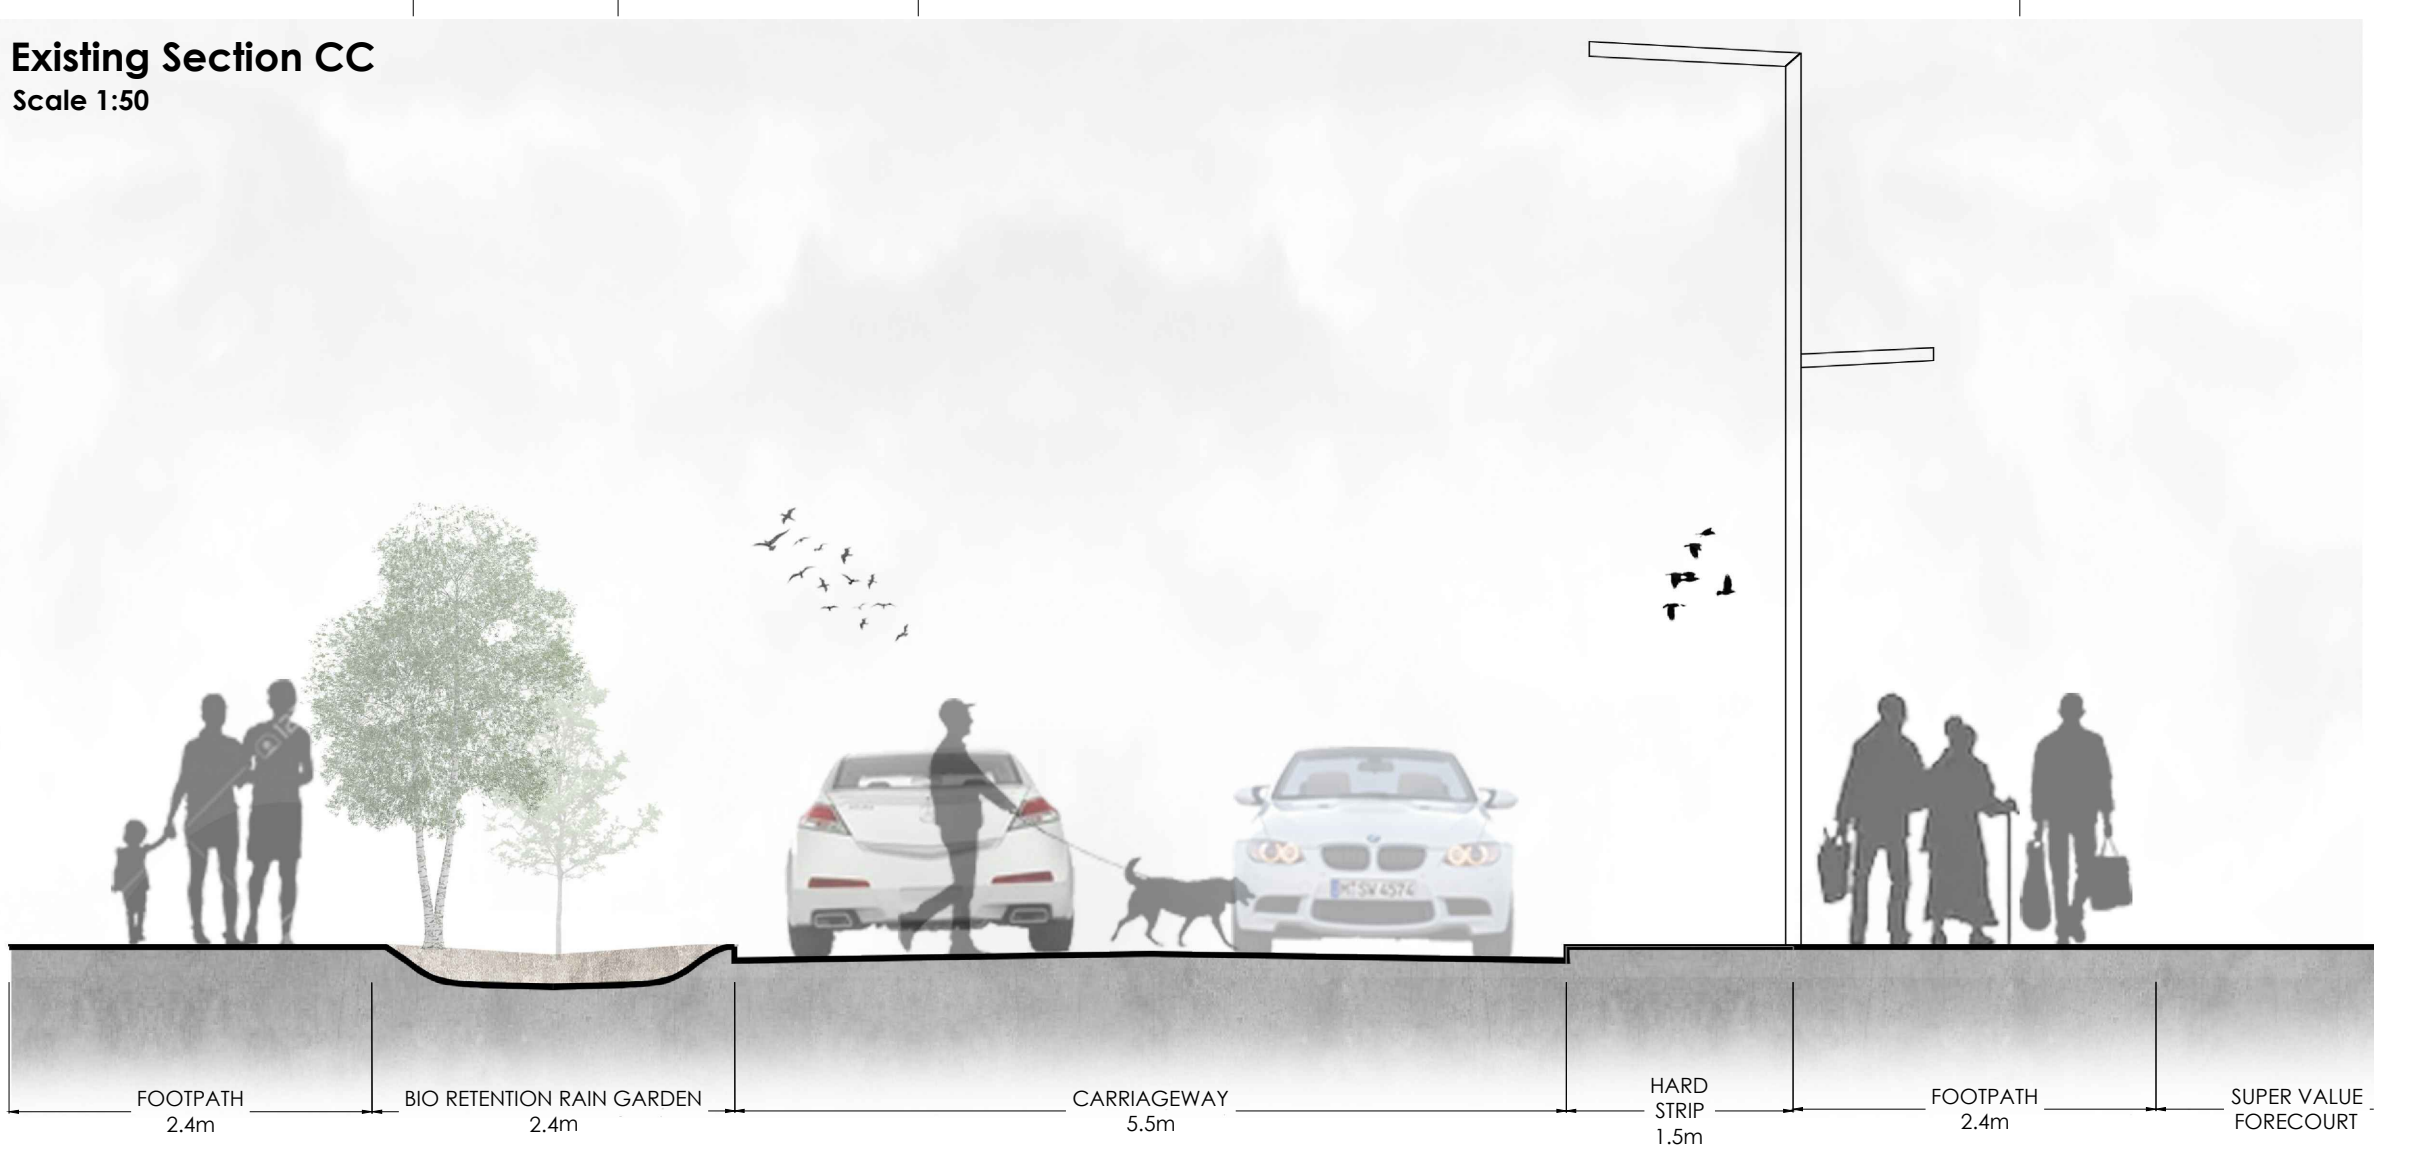 Existing Section CC
Scale 1:50
FOOTPATH
2.4m
BIO RETENTION RAIN GARDEN
2.4m
CARRIAGEWAY
5.5m
HARD
STRIP
1.5m
FOOTPATH
2.4m
SUPER VALUE
FORECOURT